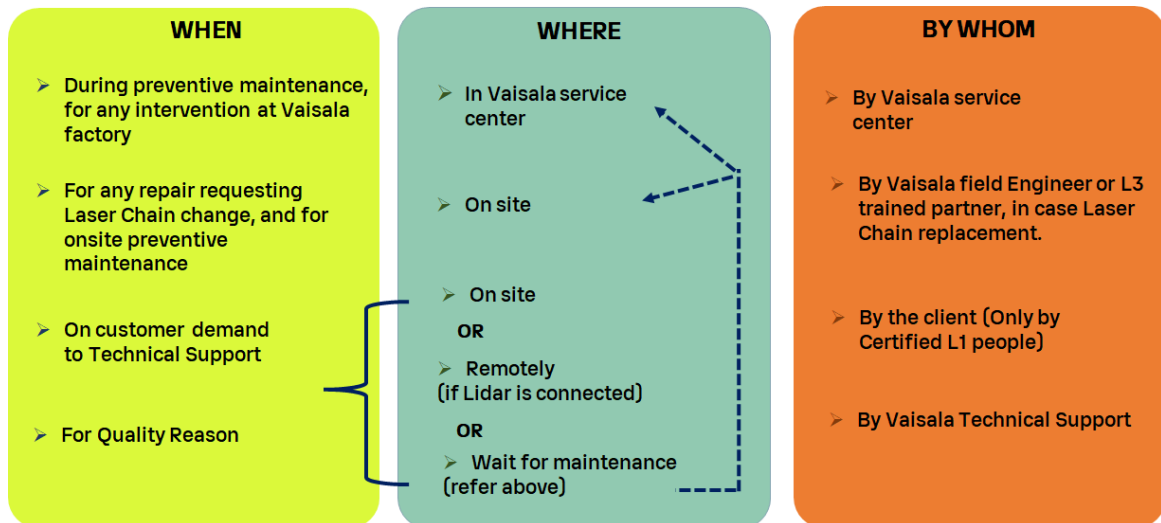 WHEN
During preventive maintenance,
for any intervention at Vaisala
factory
For any repair requesting
Laser Chain change, and for
onsite preventive
maintenance
On customer demand
to Technical Support
For Quality Reason
WHERE
In Vaisala service
center
On site
On site
OR
Remotely
(if Lidar is connected)
OR
Wait for maintenance
(refer above)
BY WHOM
By Vaisala service
center
By Vaisala field Engineer or L3
trained partner, in case Laser
Chain replacement.
By the client (Only by
Certified L1 people)
By Vaisala Technical Support